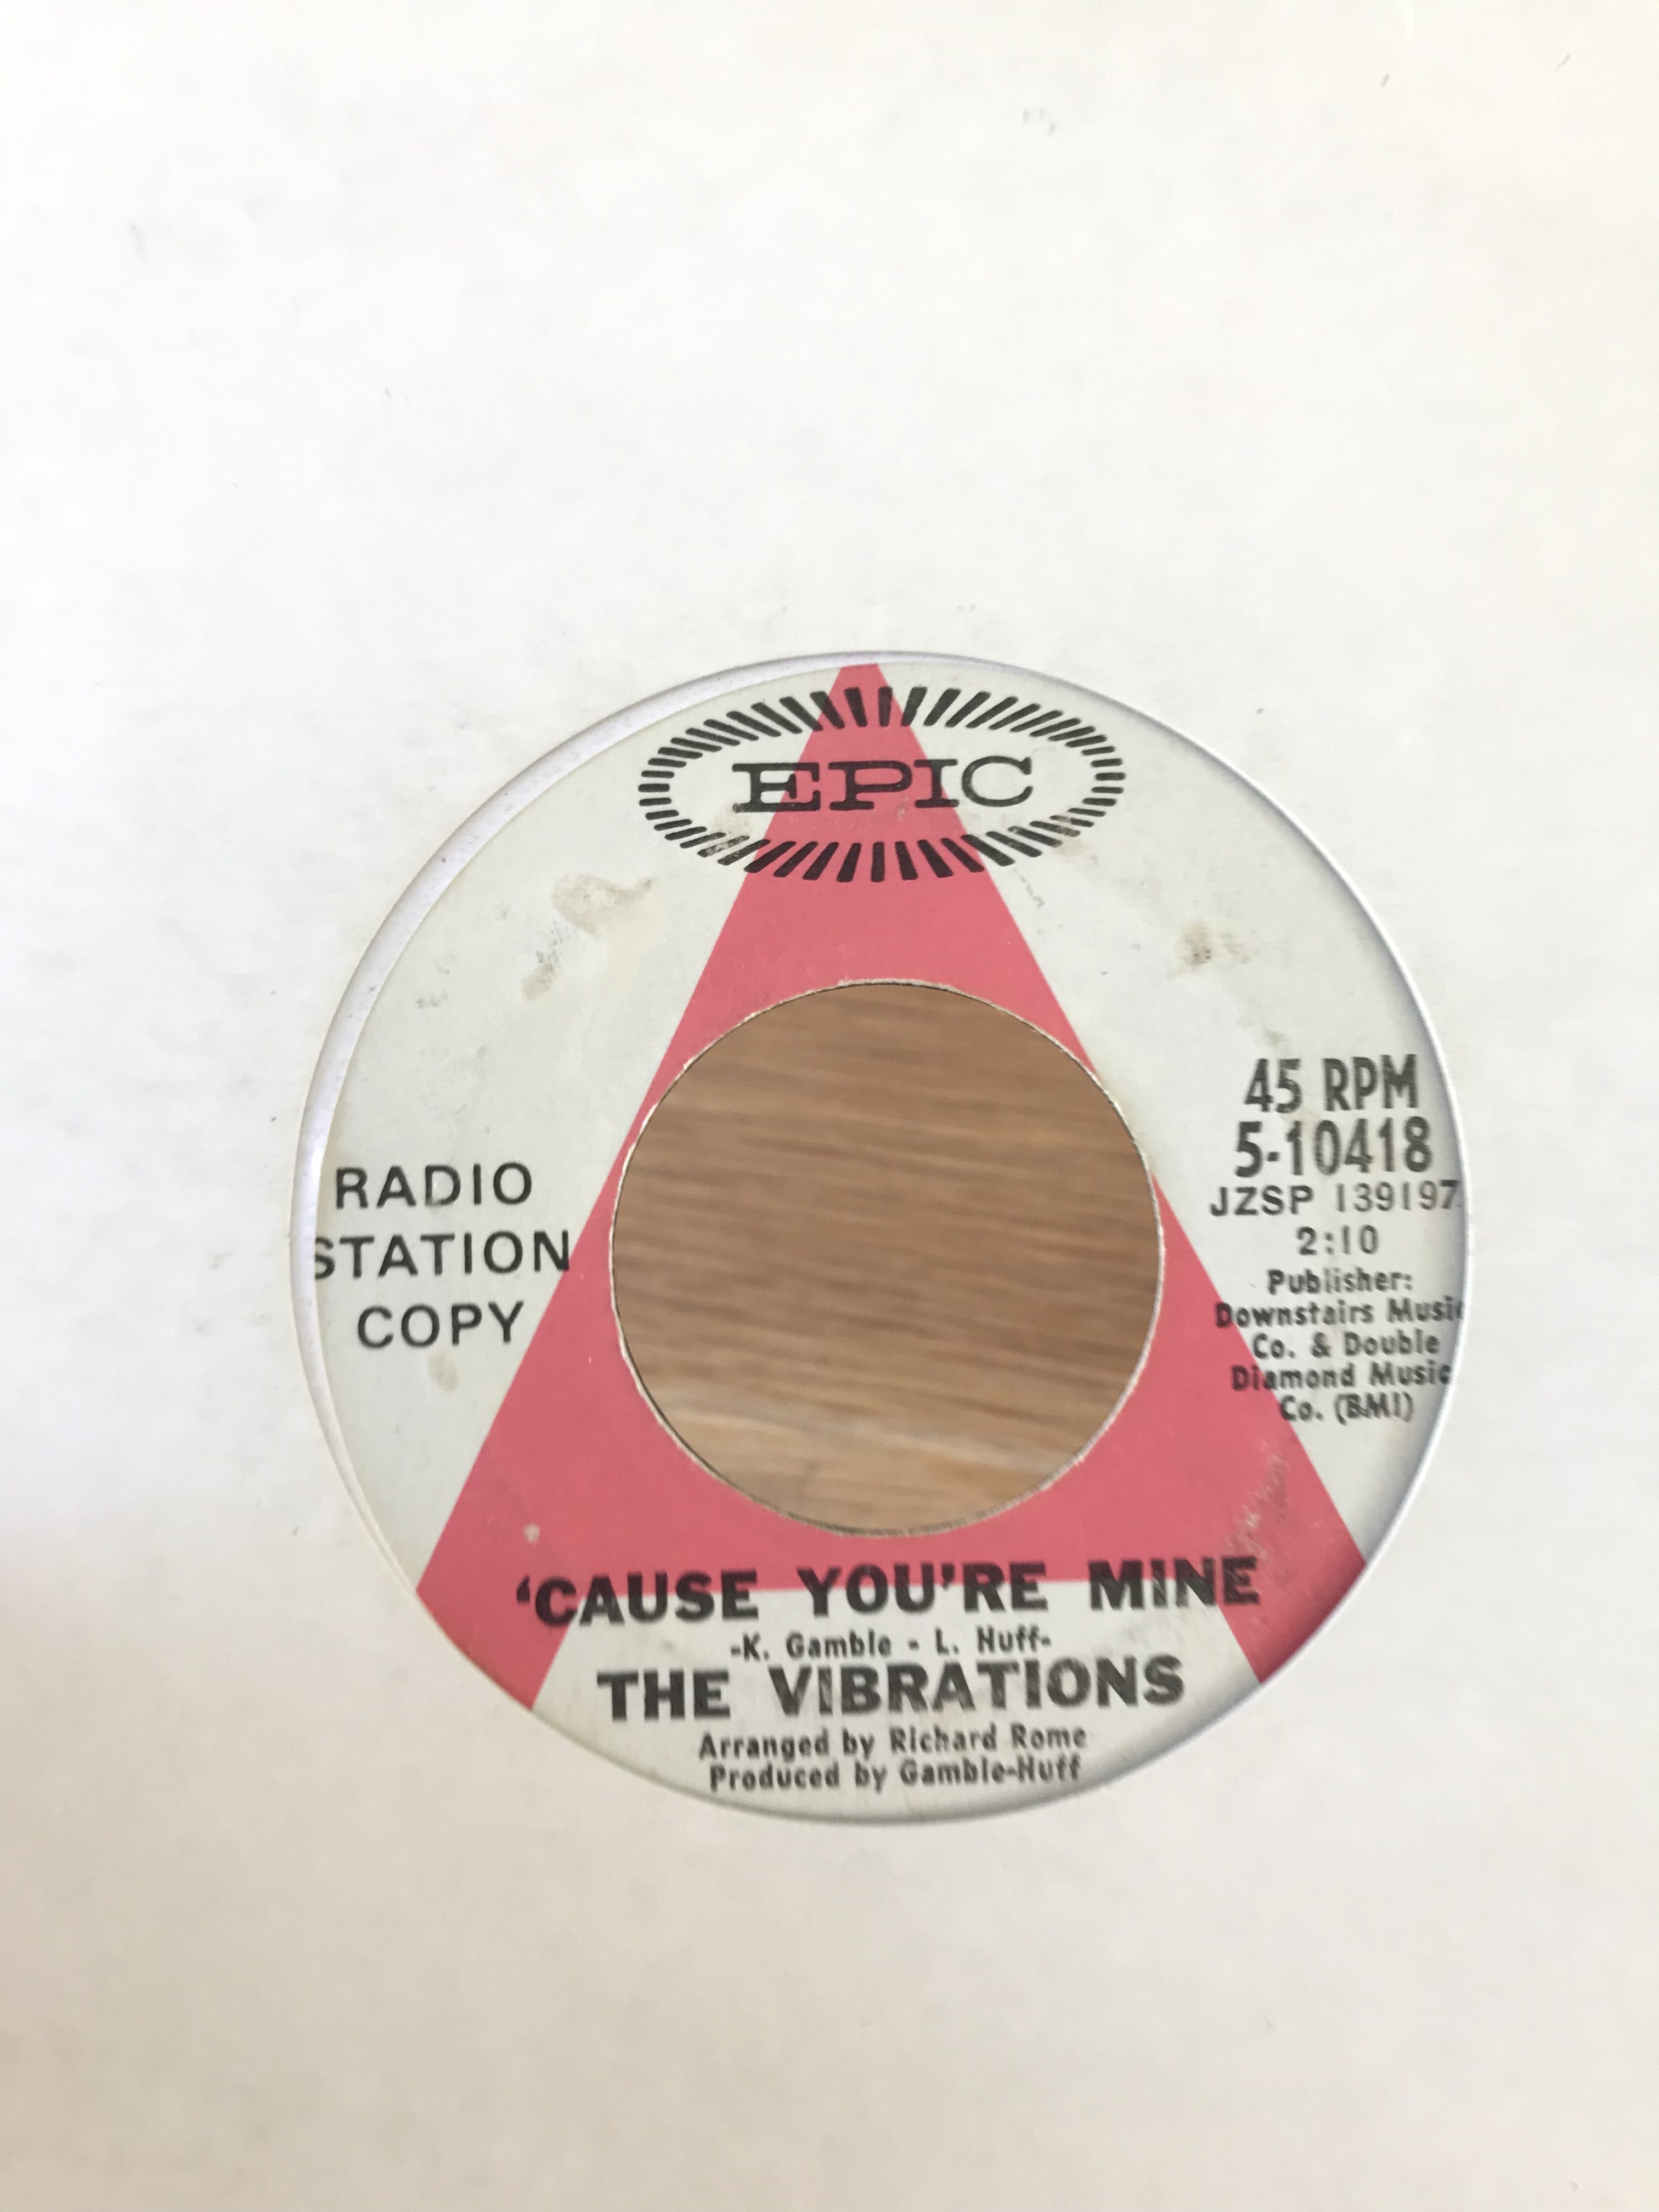 EPIC
RADIO
STATION
COPY
45 RPM
5-10418
JZSP 139197
2:10
Publisher:
Downstairs Music
Co. & Double
Diamond Music
Co. (BMI)
'CAUSE YOU'RE MINE
-K. Gamble - L. Huff-
THE VIBRATIONS
Arranged by Richard Rome
Produced by Gamble-Huff